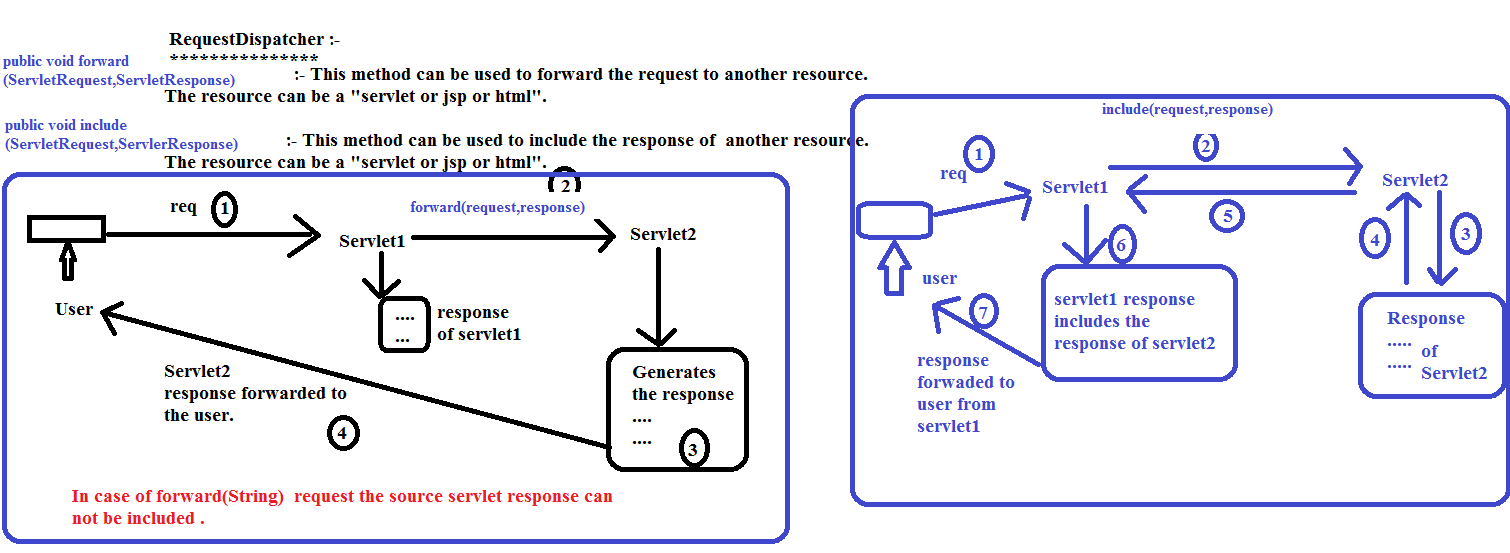 RequestDispatcher :-
***************
public void forward
(ServletRequest,ServletResponse) :- This method can be used to forward the request to another resource.
The resource can be a "servlet or jsp or html".
public void include
(ServletRequest,ServlerResponse) :- This method can be used to include the response of another resource.
The resource can be a "servlet or jsp or html".
req 1
2
forward(request,response)
Servlet1
Servlet2
User
....
...
response
of servlet1
Servlet2
response forwarded to
the user.
4
Generates
the response
....
....
3
In case of forward(String) request the source servlet response can
not be included .
include(request,response)
1
req
2
Servlet1
Servlet2
5
6
4
3
user
7
servlet1 response
includes the
response of servlet2
response
forwaded to
user from
servlet1
Response
..... of
..... Servlet2